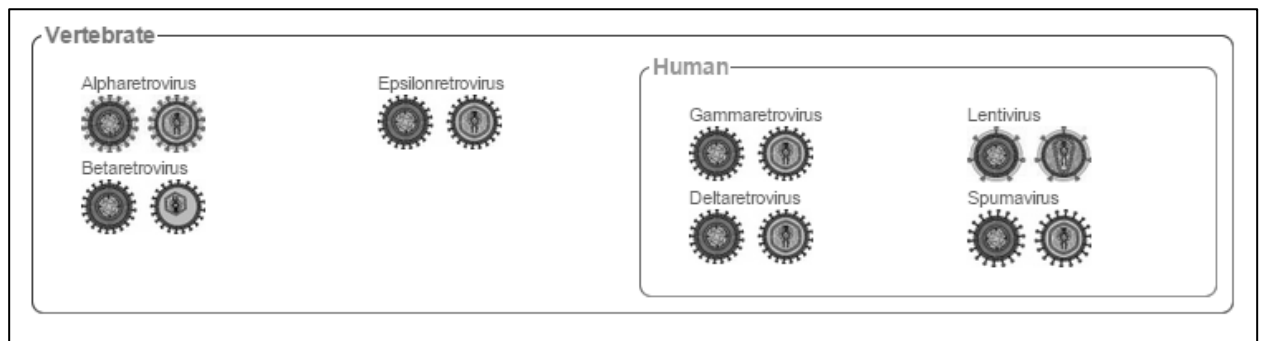 Vertebrate
Alpharetrovirus
Epsilonretrovirus
Betaretrovirus
Human
Gammaretrovirus
Lentivirus
Deltaretrovirus
Spumavirus